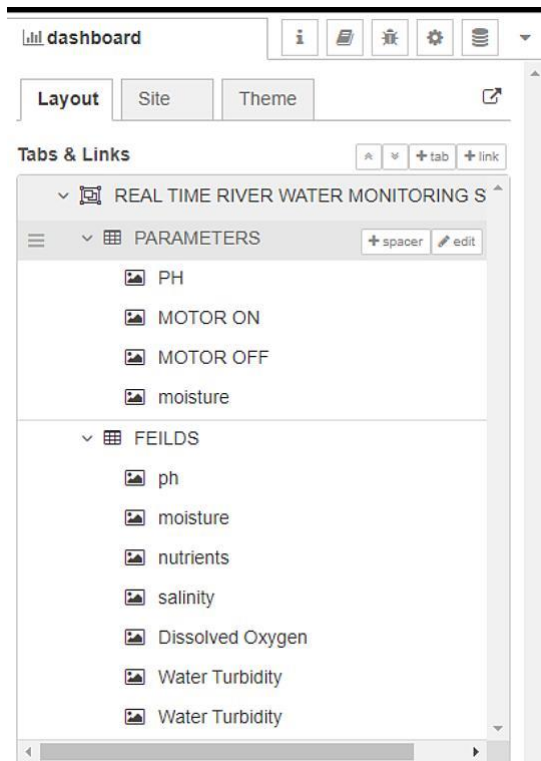 dashboard
Layout Site Theme
Tabs & Links
+ tab + link
REAL TIME RIVER WATER MONITORING S
PARAMETERS
+ spacer edit
PH
MOTOR ON
MOTOR OFF
moisture
FEILDS
ph
moisture
nutrients
salinity
Dissolved Oxygen
Water Turbidity
Water Turbidity